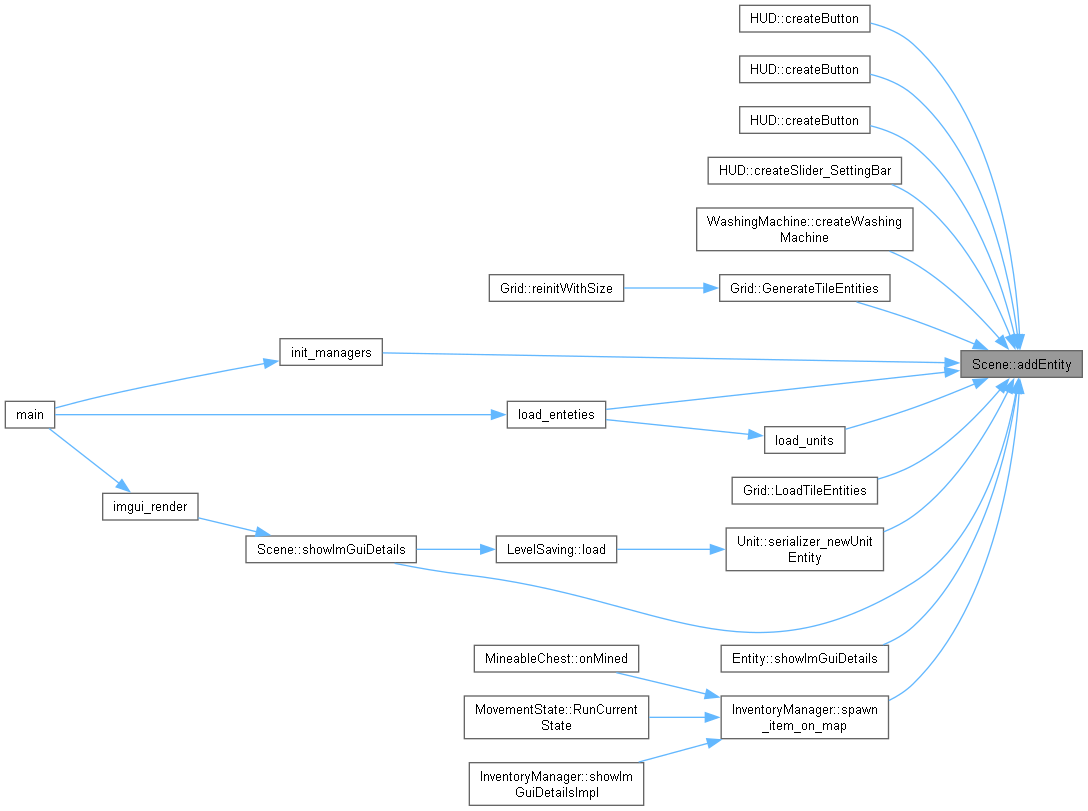 HUD::createButton
HUD::createButton
HUD::createButton
HUD::createSlider_SettingBar
WashingMachine::createWashing
Machine
Grid::reinitWithSize
Grid::GenerateTileEntities
init_managers
Scene::addEntity
main
load_enteties
load_units
Grid::LoadTileEntities
imgui_render
Scene::showImGuiDetails
LevelSaving::load
Unit::serializer_newUnit
Entity
MineableChest::onMined
Entity::showImGuiDetails
MovementState::RunCurrent
State
InventoryManager::spawn
_item_on_map
InventoryManager::showIm
GuiDetailsImpl